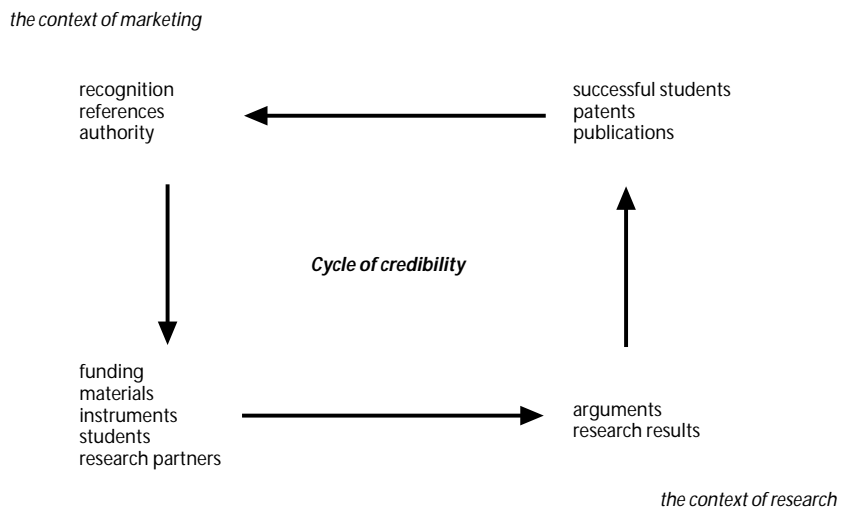 the context of marketing
recognition
references
authority
successful students
patents
publications
Cycle of credibility
funding
materials
instruments
students
research partners
arguments
research results
the context of research